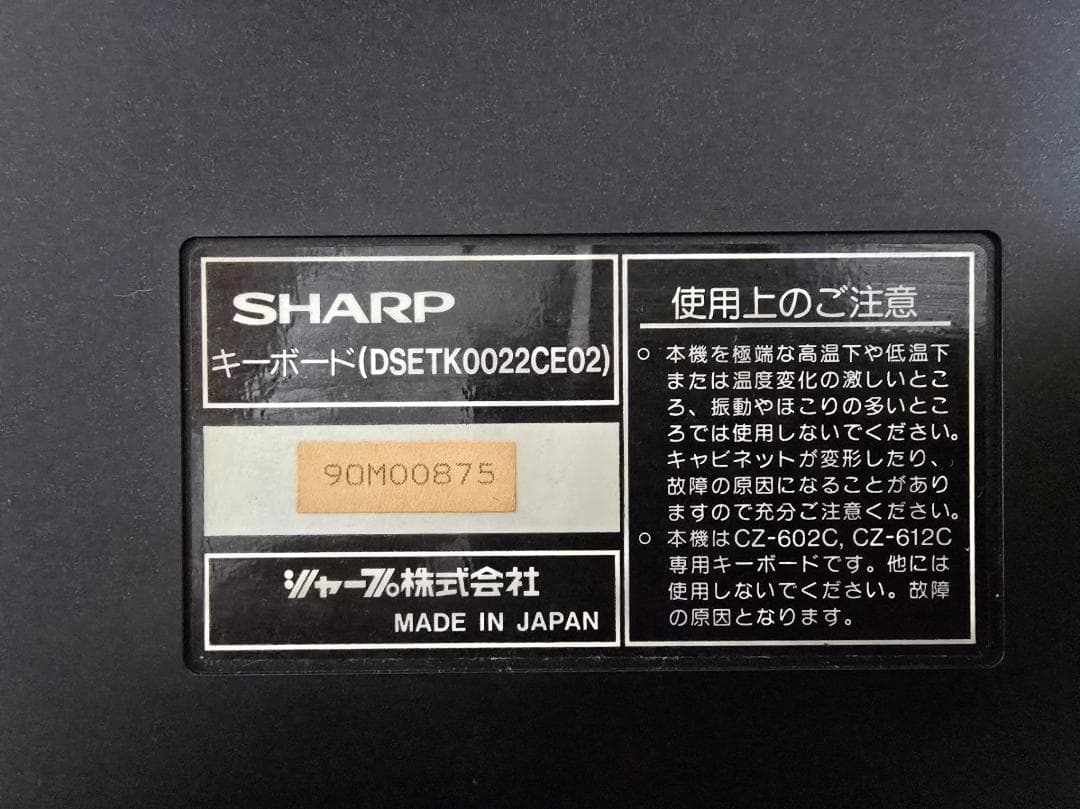 SHARP
キーボード(DSETK0022CE02)
90M00875
シャープ株式会社
MADE IN JAPAN
使用上のご注意
○ 本機を極端な高温下や低温下
または温度変化の激しいとこ
ろ、振動やほこりの多いとこ
ろでは使用しないでください。
キャビネットが変形したり、
故障の原因になることがあり
ますので充分ご注意ください。
○ 本機はCZ-602C, CZ-612C
専用キーボードです。他には
使用しないでください。故障
の原因となります。